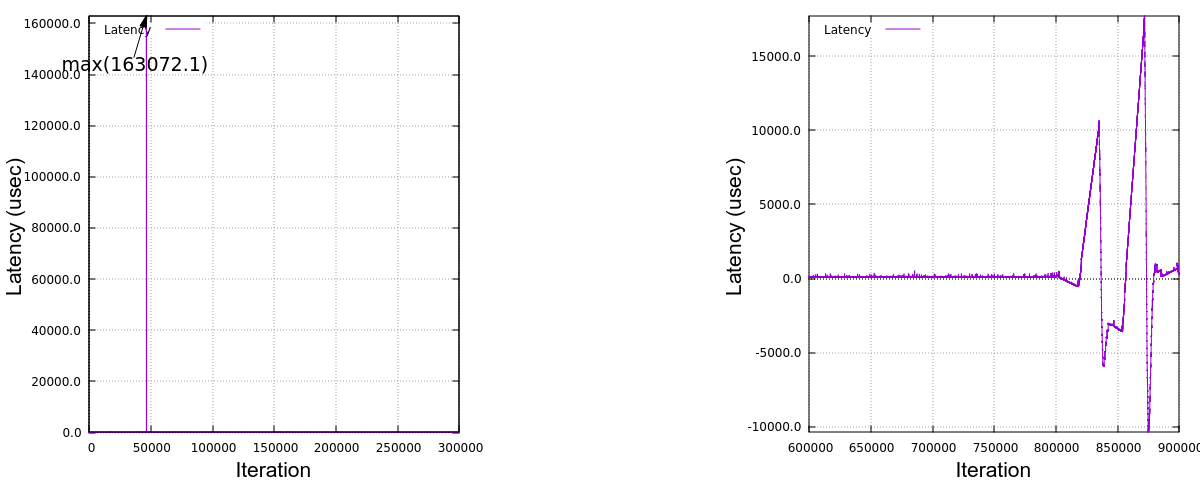 160000.0
140000.0
120000.0
100000.0
80000.0
60000.0
40000.0
20000.0
0.0
Latency
max(163072.1)
Latency (usec)
0 50000 100000 150000 200000 250000 300000
Iteration
15000.0
10000.0
5000.0
0.0
-5000.0
-10000.0
Latency
Latency (usec)
600000 650000 700000 750000 800000 850000 900000
Iteration